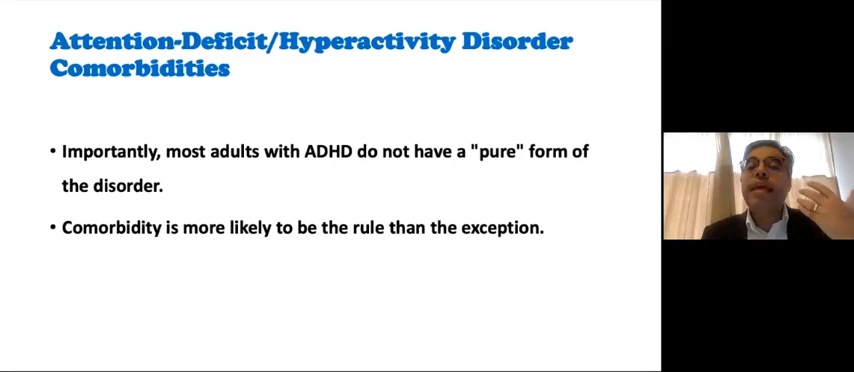 Attention-Deficit/Hyperactivity Disorder
Comorbidities
• Importantly, most adults with ADHD do not have a "pure" form of
the disorder.
• Comorbidity is more likely to be the rule than the exception.